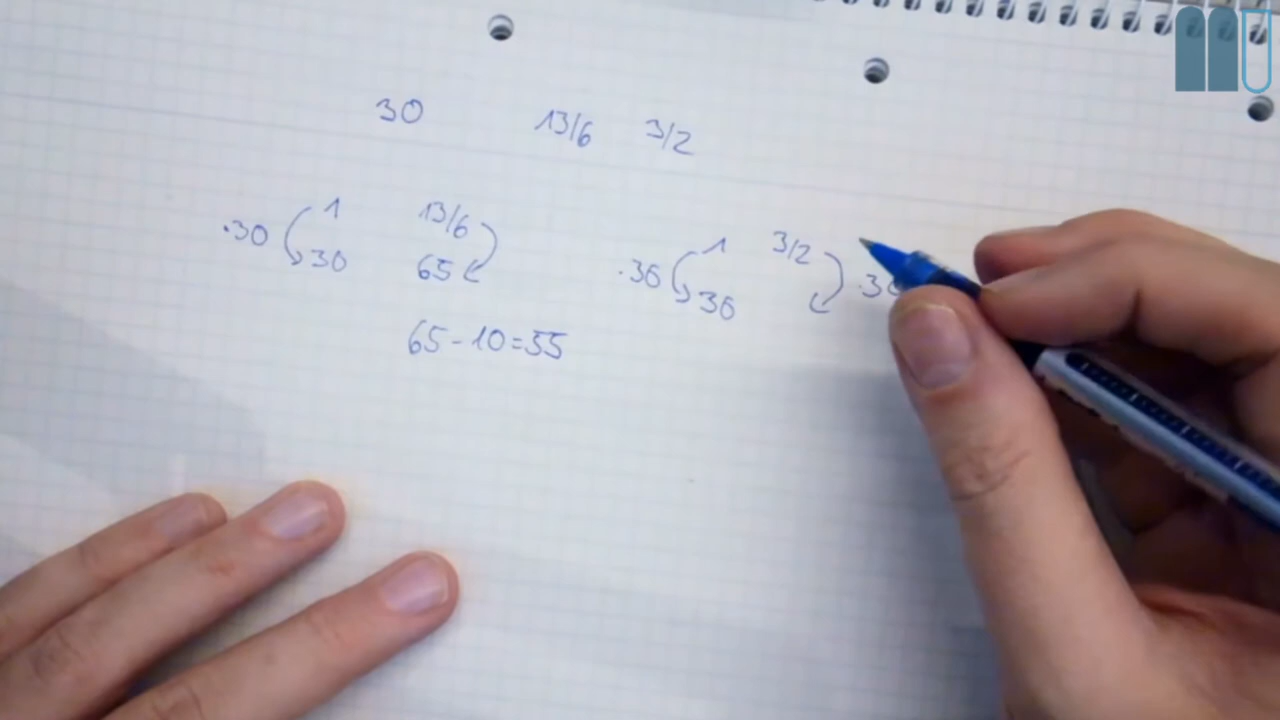 30 13/6 3/2
1 13/6
·30 30 65
1 3/2
·36 36 ·36
65-10=55